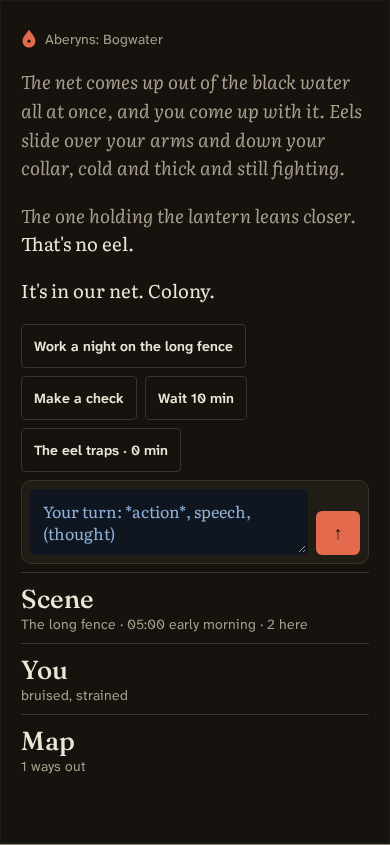 Aberyns: Bogwater
The net comes up out of the black water
all at once, and you come up with it. Eels
slide over your arms and down your
collar, cold and thick and still fighting.
The one holding the lantern leans closer.
That's no eel.
It's in our net. Colony.
Work a night on the long fence
Make a check
Wait 10 min
The eel traps · 0 min
Your turn: *action*, speech,
(thought)
↑
Scene
The long fence · 05:00 early morning · 2 here
You
bruised, strained
Map
1 ways out